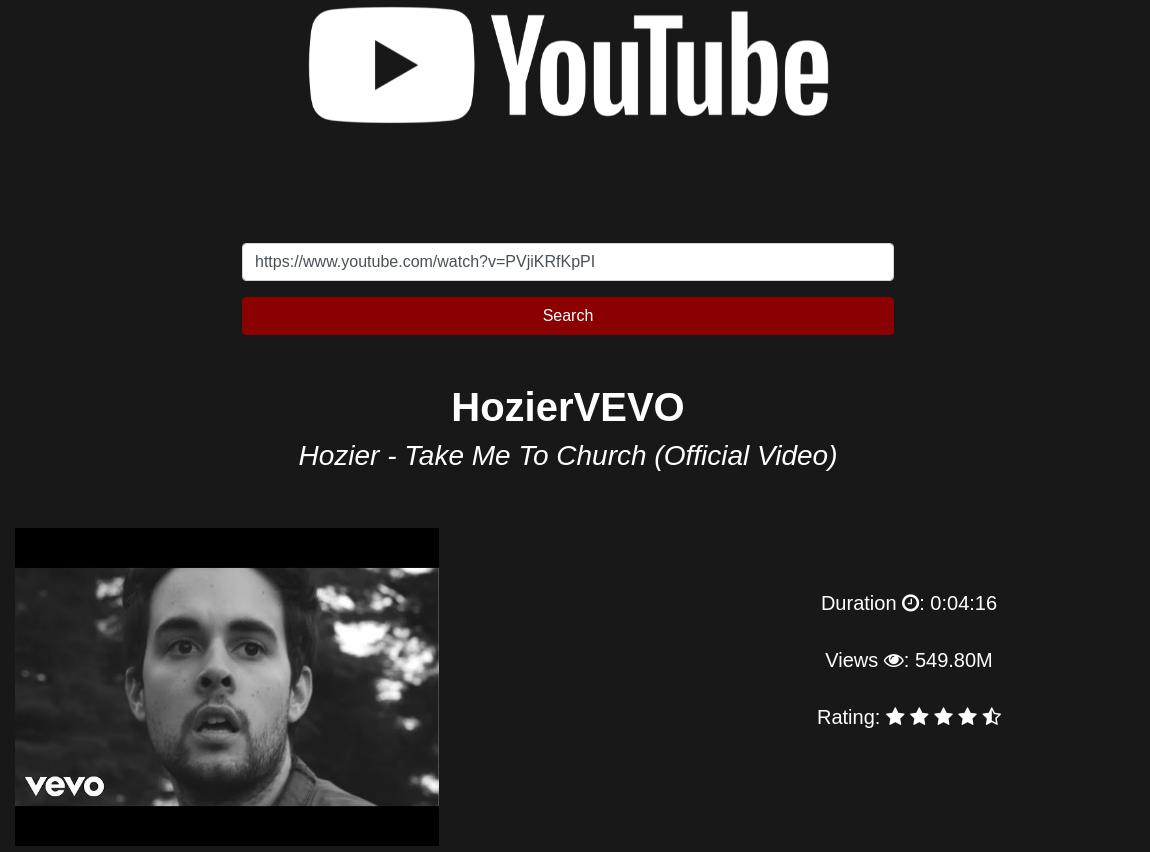 YouTube
https://www.youtube.com/watch?v=PVjiKRfKpPI
Search
HozierVEVO
Hozier - Take Me To Church (Official Video)
Duration : 0:04:16
Views : 549.80M
Rating:
vevo